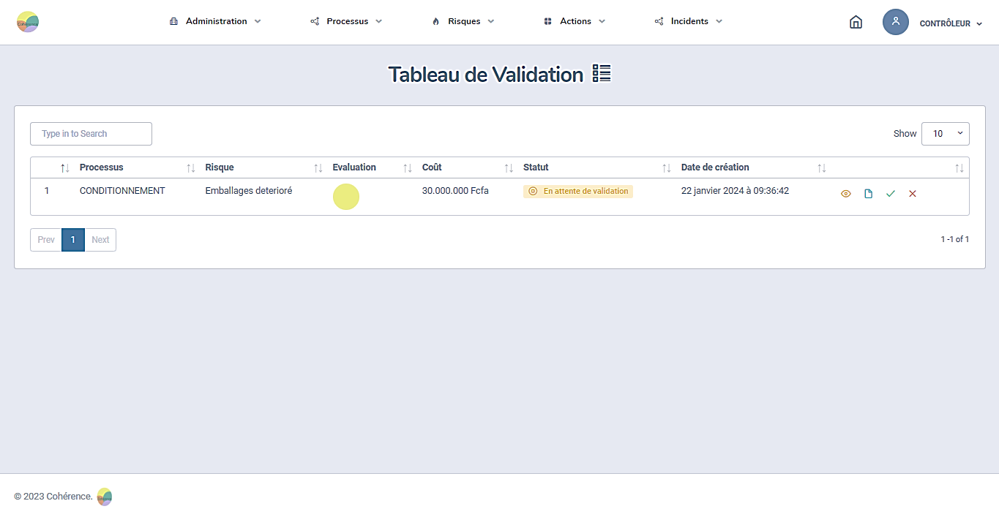 Cohérence Administration Processus Risques Actions Incidents CONTRÔLEUR
Tableau de Validation
Type in to Search Show 10
Processus Risque Evaluation Coût Statut Date de création
1 CONDITIONNEMENT Emballages deterioré 30.000.000 Fcfa En attente de validation 22 janvier 2024 à 09:36:42
Prev 1 Next 1 -1 of 1
© 2023 Cohérence. Cohérence